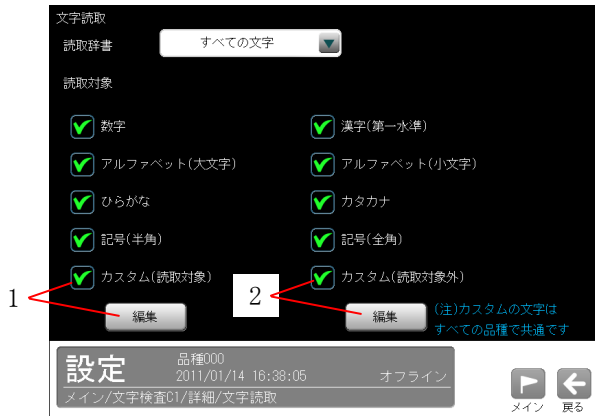 文字読取
読取辞書 すべての文字
読取対象
数字 漢字(第一水準)
アルファベット(大文字) アルファベット(小文字)
ひらがな カタカナ
記号(半角) 記号(全角)
カスタム(読取対象) カスタム(読取対象外)
1 2
編集 編集 (注)カスタムの文字は
すべての品種で共通です
設定 品種000
2011/01/14 16:38:05 オフライン
メイン/文字検査C1/詳細/文字読取
メイン 戻る